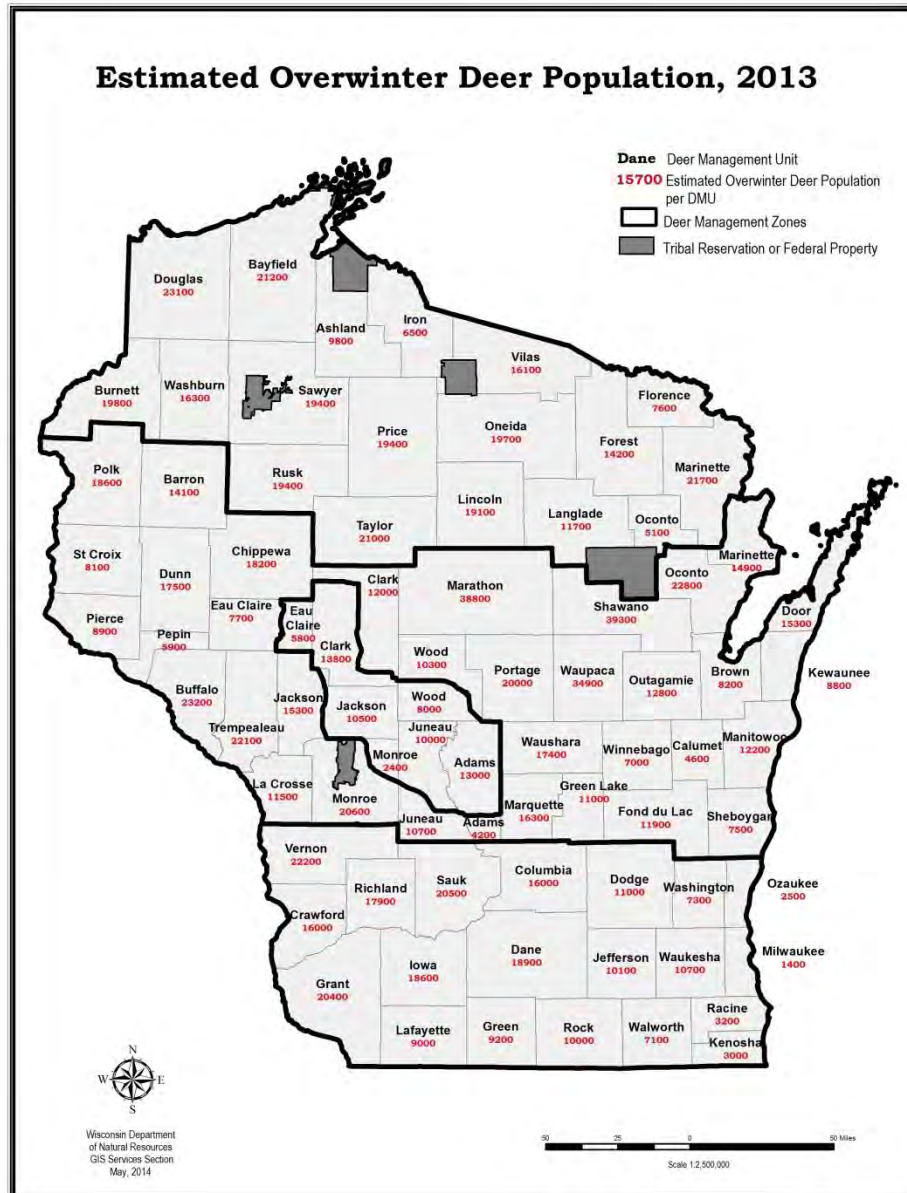 Estimated Overwinter Deer Population, 2013
Dane Deer Management Unit
15700 Estimated Overwinter Deer Population
per DMU
Deer Management Zones
Tribal Reservation or Federal Property
Douglas
23100
Bayfield
21200
Ashland
9800
Iron
6500
Vilas
16100
Burnett
19800
Washburn
16300
Sawyer
19400
Price
19400
Oneida
19700
Forest
14200
Florence
7600
Marinette
21700
Polk
18600
Barron
14100
Rusk
19400
Taylor
21000
Lincoln
19100
Langlade
11700
Oconto
5100
St Croix
8100
Dunn
17500
Chippewa
18200
Clark
12000
Marathon
38800
Shawano
39300
Oconto
22800
Marinette
14900
Door
15300
Pierce
8900
Pepin
5900
Eau Claire
7700
Eau
Claire
5800
Clark
13800
Wood
10300
Portage
20000
Waupaca
34900
Outagamie
12800
Brown
8200
Kewaunee
8800
Buffalo
23200
Trempealeau
22100
Jackson
15300
Jackson
10500
Wood
8000
Juneau
10000
Adams
13000
Waushara
17400
Winnebago
7000
Calumet
4600
Manitowoc
12200
La Crosse
11500
Monroe
20600
Monroe
2400
Juneau
10700
Adams
4200
Marquette
16300
Green Lake
11000
Fond du Lac
11900
Sheboygan
7500
Vernon
22200
Crawford
16000
Richland
17900
Sauk
20500
Columbia
16000
Dodge
11000
Washington
7300
Ozaukee
2500
Grant
20400
Iowa
18600
Dane
18900
Jefferson
10100
Waukesha
10700
Milwaukee
1400
Lafayette
9000
Green
9200
Rock
10000
Walworth
7100
Racine
3200
Kenosha
3000
N
W E
S
Wisconsin Department
of Natural Resources
GIS Services Section
May, 2014
50 25 0 50 Miles
Scale 1:2,500,000